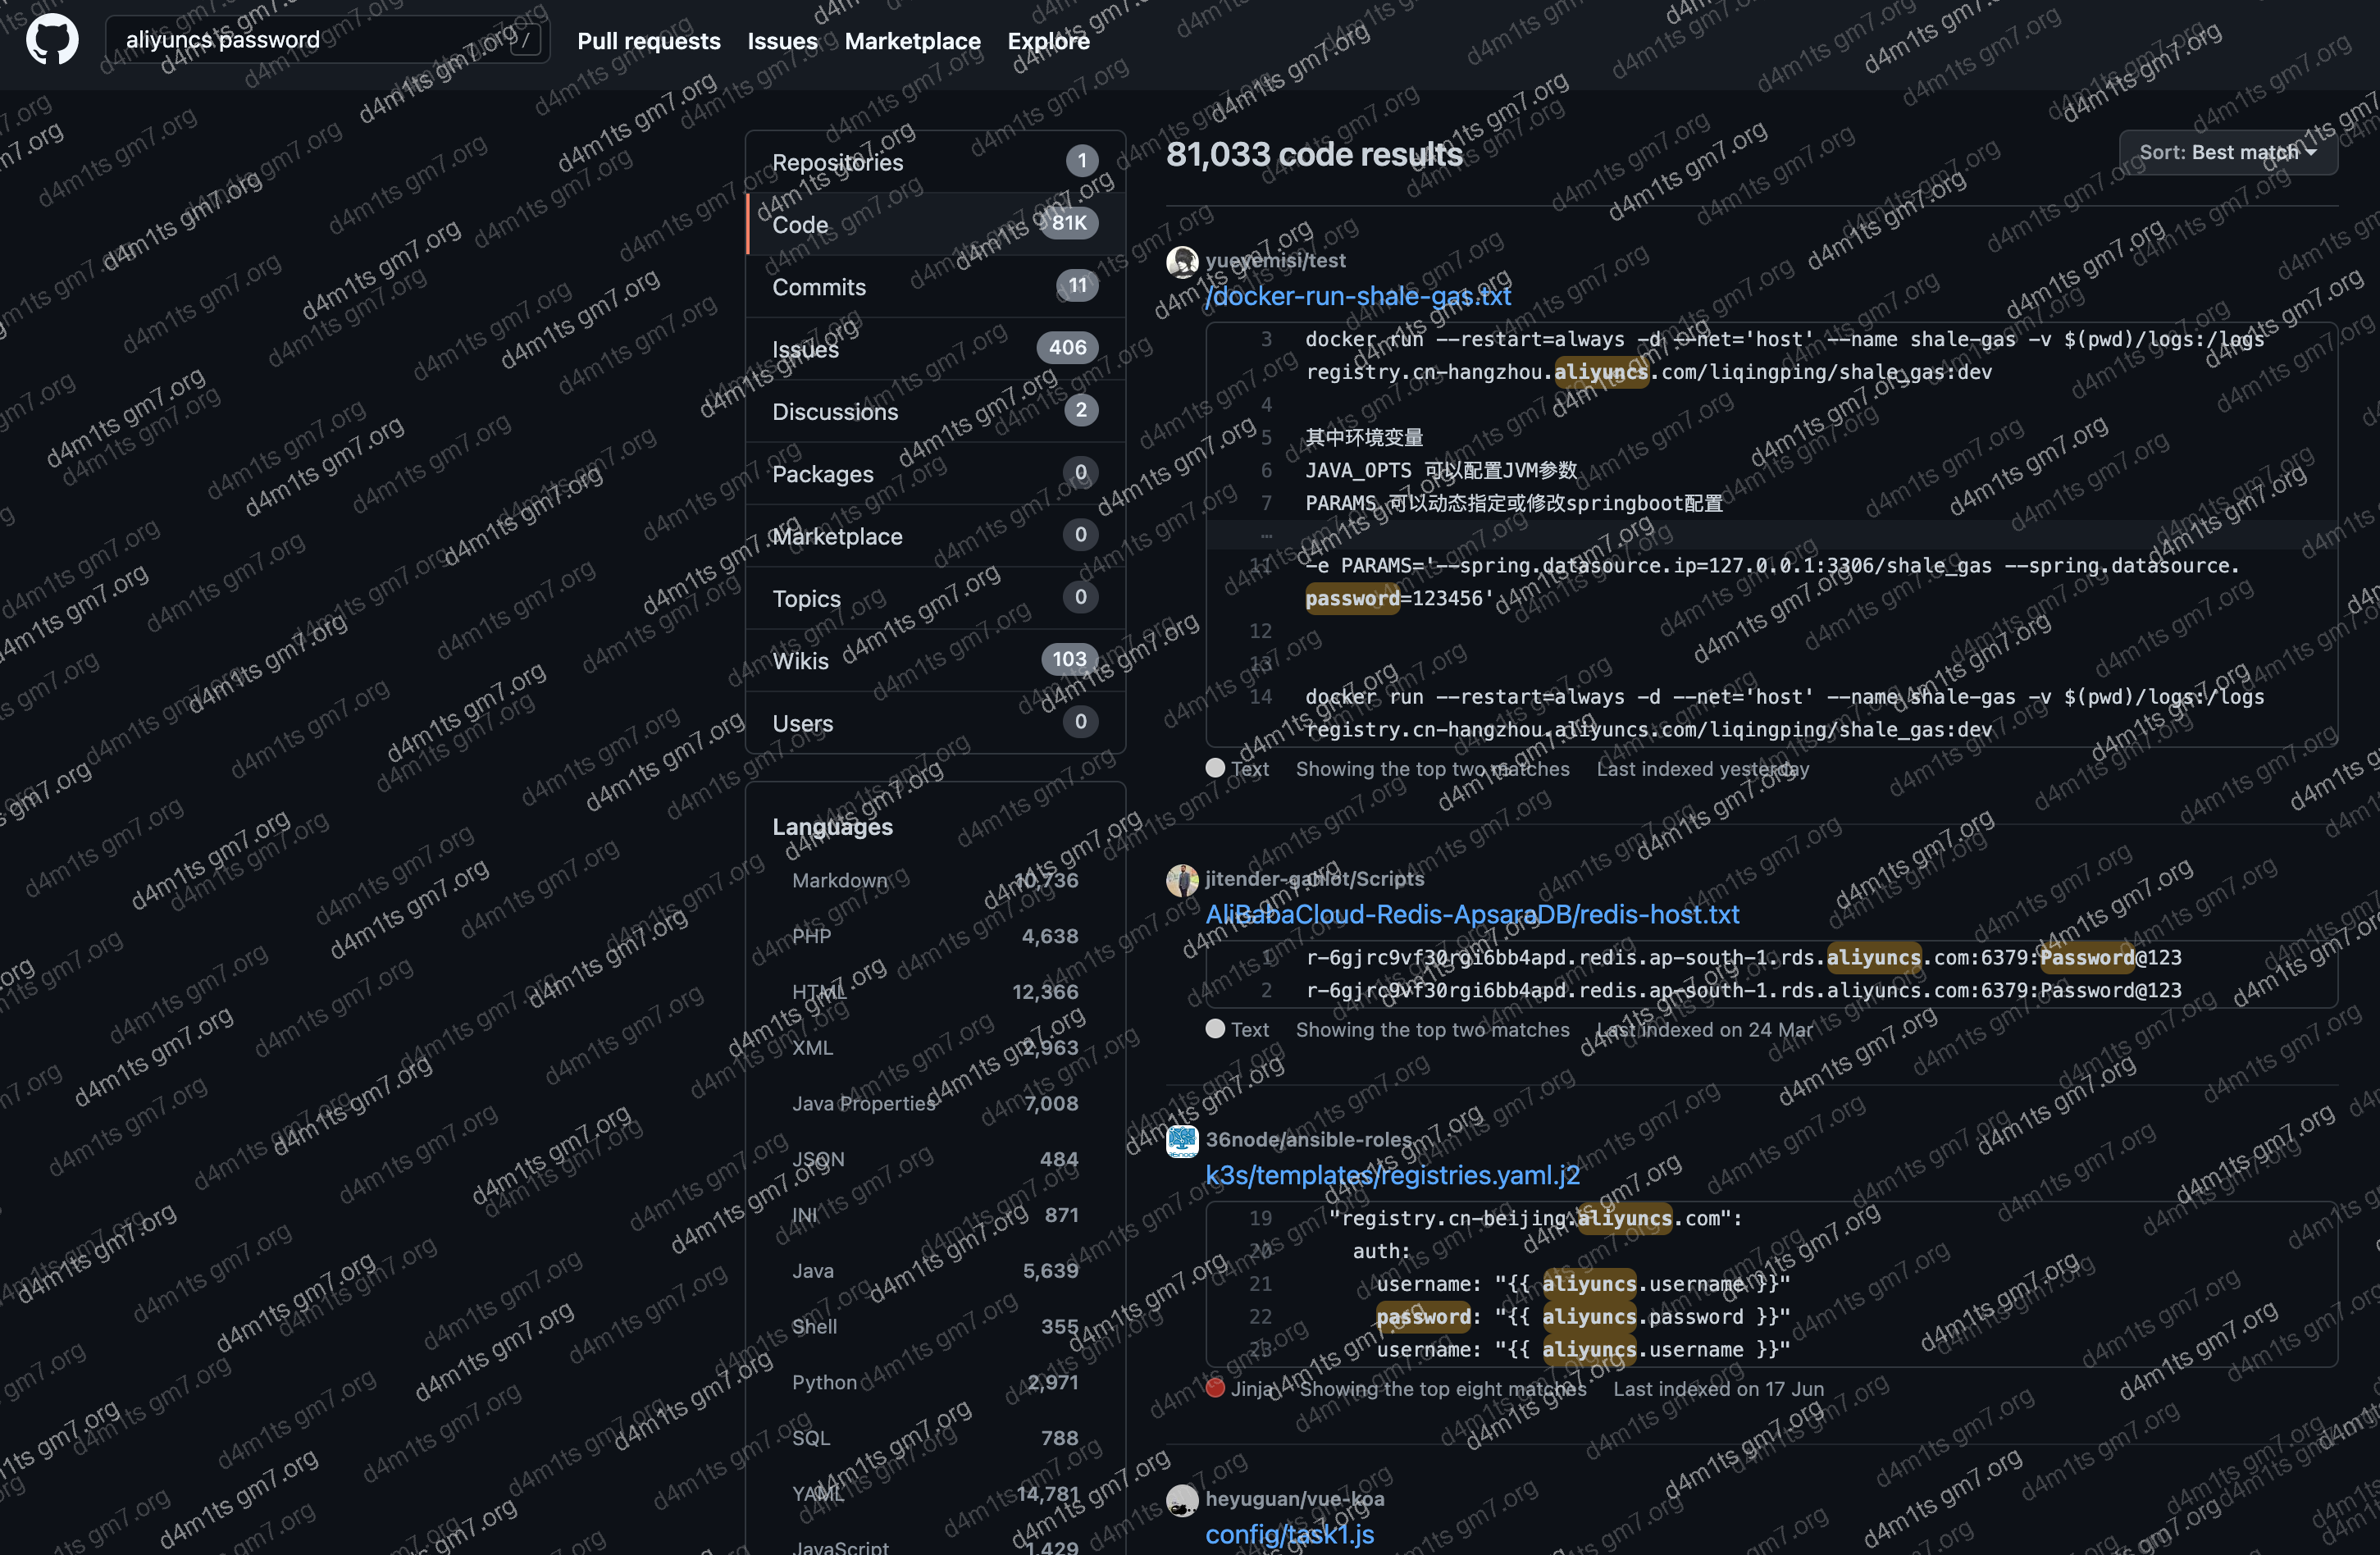 aliyuncs password
/
Pull requests Issues Marketplace Explore
Repositories 1
Code 81K
Commits 11
Issues 406
Discussions 2
Packages 0
Marketplace 0
Topics 0
Wikis 103
Users 0
Languages
Markdown 10,736
PHP 4,638
HTML 12,366
XML 2,963
Java Properties 7,008
JSON 484
INI 871
Java 5,639
Shell 355
Python 2,971
SQL 788
YAML 14,781
JavaScript 1,429
81,033 code results
Sort: Best match
yueyemisi/test
/docker-run-shale-gas.txt
3 docker run --restart=always -d --net='host' --name shale-gas -v $(pwd)/logs:/logs
registry.cn-hangzhou.aliyuncs.com/liqingping/shale_gas:dev
4
5 其中环境变量
6 JAVA_OPTS 可以配置JVM参数
7 PARAMS 可以动态指定或修改springboot配置
…
11 -e PARAMS='--spring.datasource.ip=127.0.0.1:3306/shale_gas --spring.datasource.
password=123456'
12
13
14 docker run --restart=always -d --net='host' --name shale-gas -v $(pwd)/logs:/logs
registry.cn-hangzhou.aliyuncs.com/liqingping/shale_gas:dev
Text Showing the top two matches Last indexed yesterday
jitender-gahlot/Scripts
AliBabaCloud-Redis-ApsaraDB/redis-host.txt
1 r-6gjrc9vf30rgi6bb4apd.redis.ap-south-1.rds.aliyuncs.com:6379:Password@123
2 r-6gjrc9vf30rgi6bb4apd.redis.ap-south-1.rds.aliyuncs.com:6379:Password@123
Text Showing the top two matches Last indexed on 24 Mar
36node/ansible-roles
k3s/templates/registries.yaml.j2
19 "registry.cn-beijing.aliyuncs.com":
20 auth:
21 username: "{{ aliyuncs.username }}"
22 password: "{{ aliyuncs.password }}"
23 username: "{{ aliyuncs.username }}"
Jinja Showing the top eight matches Last indexed on 17 Jun
heyuguan/vue-koa
config/task1.js
d4m1ts gm7.org